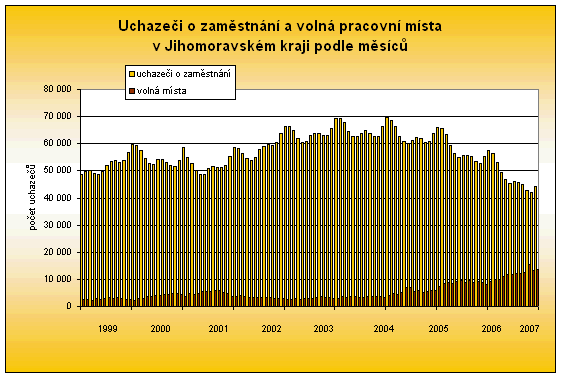 Uchazeči o zaměstnání a volná pracovní místa
v Jihomoravském kraji podle měsíců
uchazeči o zaměstnání
volná místa
počet uchazečů
80 000
70 000
60 000
50 000
40 000
30 000
20 000
10 000
0
1999 2000 2001 2002 2003 2004 2005 2006 2007